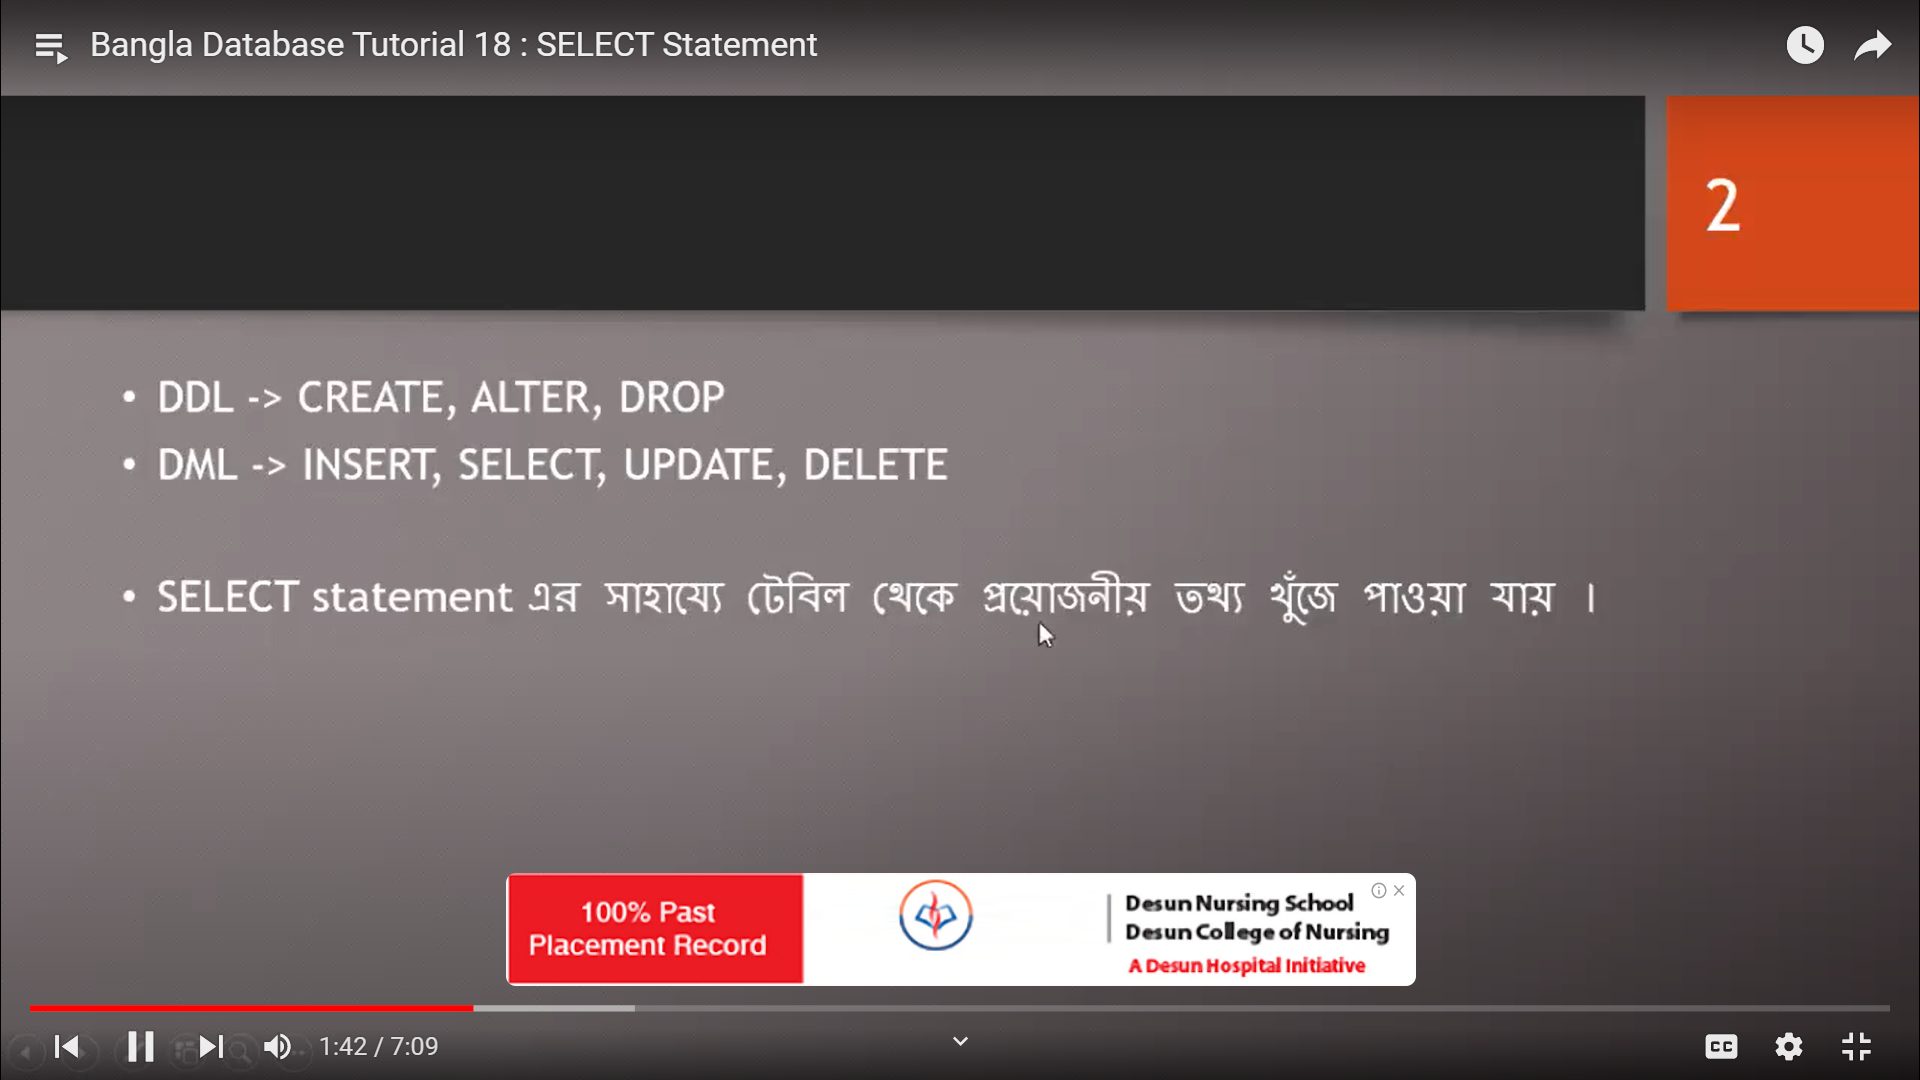 Bangla Database Tutorial 18 : SELECT Statement
2
• DDL -> CREATE, ALTER, DROP
• DML -> INSERT, SELECT, UPDATE, DELETE
• SELECT statement এর সাহায্যে টেবিল থেকে প্রয়োজনীয় তথ্য খুঁজে পাওয়া যায় ।
100% Past
Placement Record
Desun Nursing School
Desun College of Nursing
A Desun Hospital Initiative
1:42 / 7:09
CC